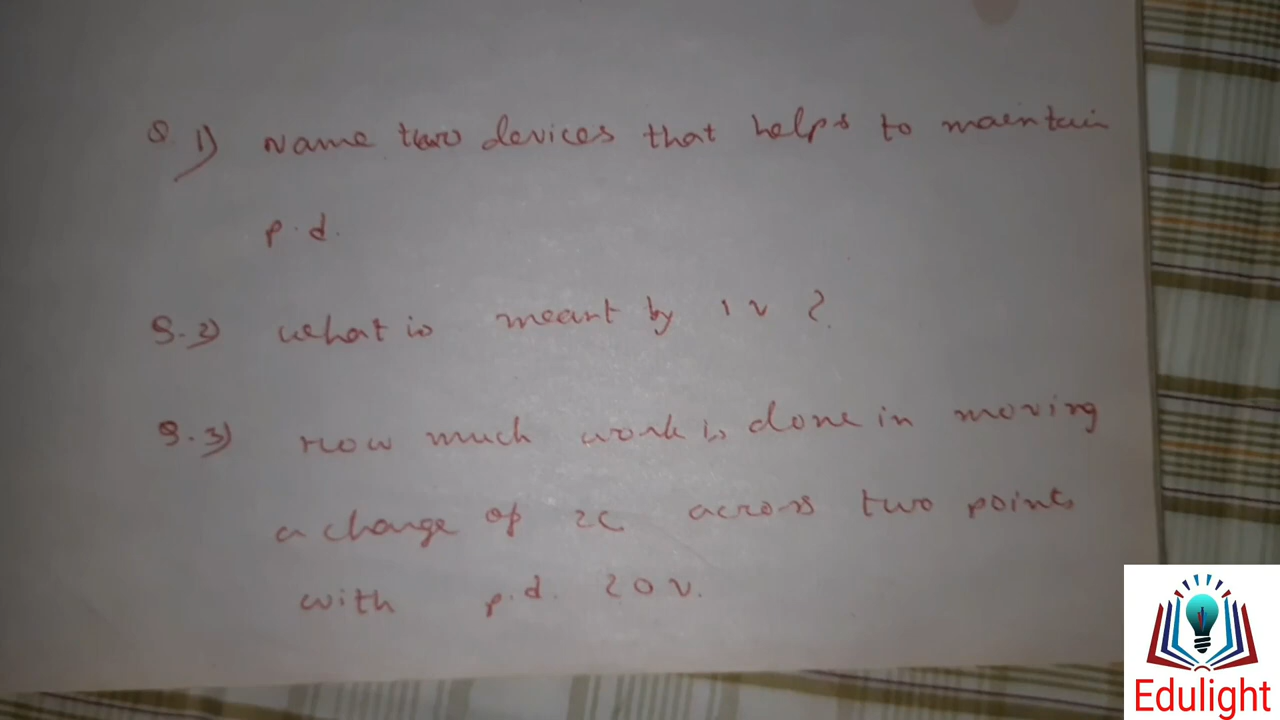 Q.1) Name two devices that helps to maintain
p.d.
Q.2) what is meant by 1 V ?
Q.3) How much work is done in moving
a charge of 2C across two points
with p.d. 20 V.
Edulight